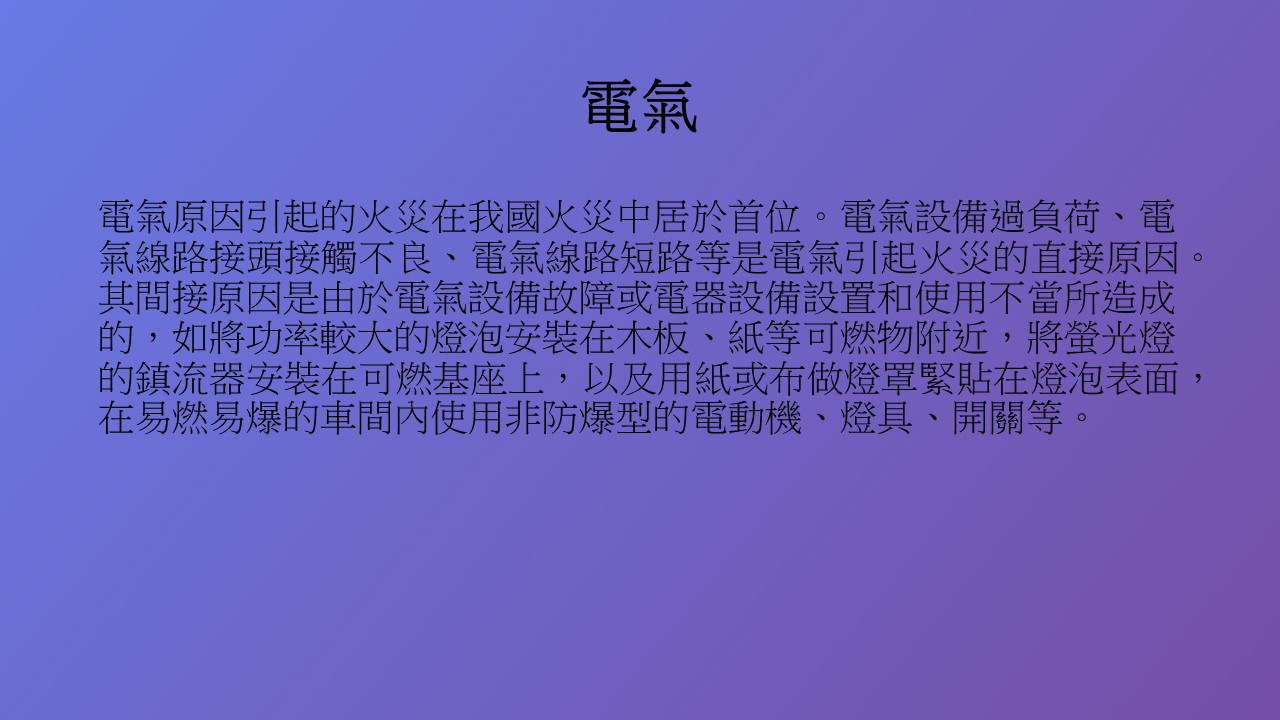 電氣
電氣原因引起的火災在我國火災中居於首位。電氣設備過負荷、電
氣線路接頭接觸不良、電氣線路短路等是電氣引起火災的直接原因。
其間接原因是由於電氣設備故障或電器設備設置和使用不當所造成
的，如將功率較大的燈泡安裝在木板、紙等可燃物附近，將螢光燈
的鎮流器安裝在可燃基座上，以及用紙或布做燈罩緊貼在燈泡表面，
在易燃易爆的車間內使用非防爆型的電動機、燈具、開關等。